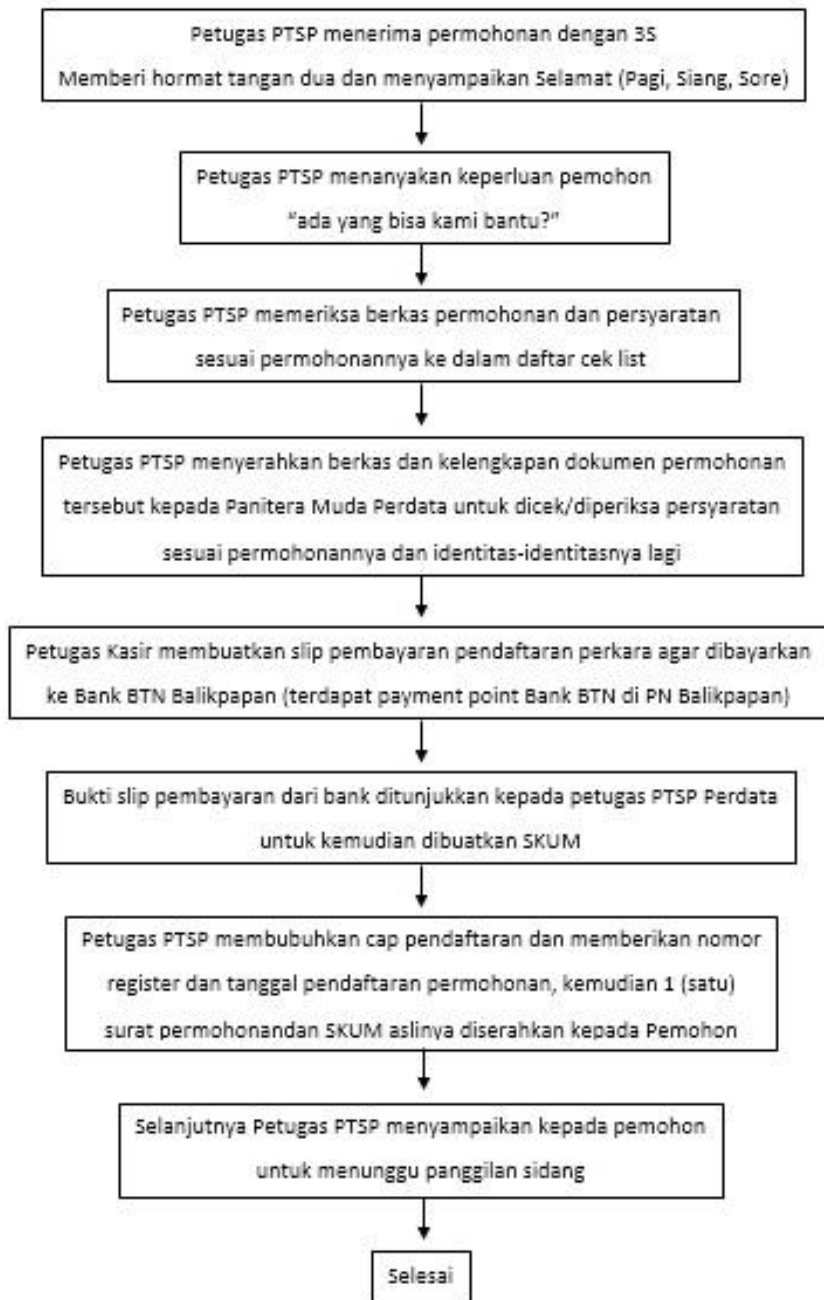 Petugas PTSP menerima permohonan dengan 3S
Memberi hormat tangan dua dan menyampaikan Selamat (Pagi, Siang, Sore)
Petugas PTSP menanyakan keperluan pemohon
“ada yang bisa kami bantu?”
Petugas PTSP memeriksa berkas permohonan dan persyaratan
sesuai permohonannya ke dalam daftar cek list
Petugas PTSP menyerahkan berkas dan kelengkapan dokumen permohonan
tersebut kepada Panitera Muda Perdata untuk dicek/diperiksa persyaratan
sesuai permohonannya dan identitas-identitasnya lagi
Petugas Kasir membuatkan slip pembayaran pendaftaran perkara agar dibayarkan
ke Bank BTN Balikpapan (terdapat payment point Bank BTN di PN Balikpapan)
Bukti slip pembayaran dari bank ditunjukkan kepada petugas PTSP Perdata
untuk kemudian dibuatkan SKUM
Petugas PTSP membubuhkan cap pendaftaran dan memberikan nomor
register dan tanggal pendaftaran permohonan, kemudian 1 (satu)
surat permohonandan SKUM aslinya diserahkan kepada Pemohon
Selanjutnya Petugas PTSP menyampaikan kepada pemohon
untuk menunggu panggilan sidang
Selesai